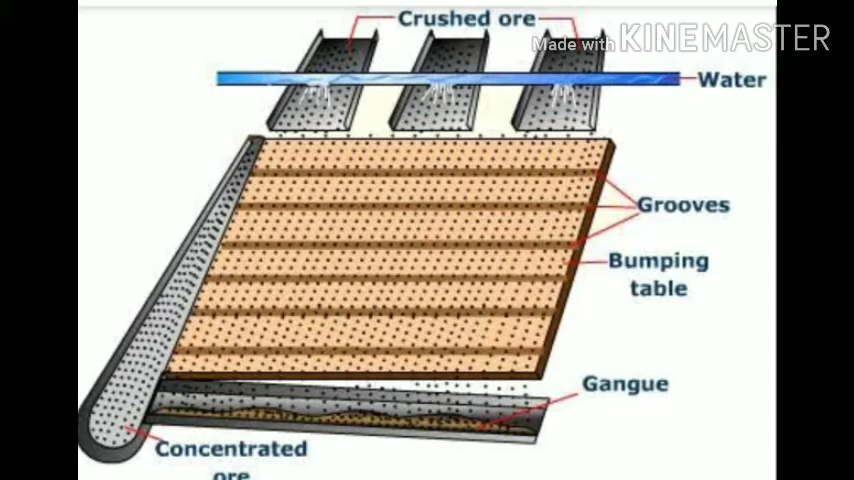 Crushed ore
Made with KINEMASTER
Water
Grooves
Bumping
table
Gangue
Concentrated
ore